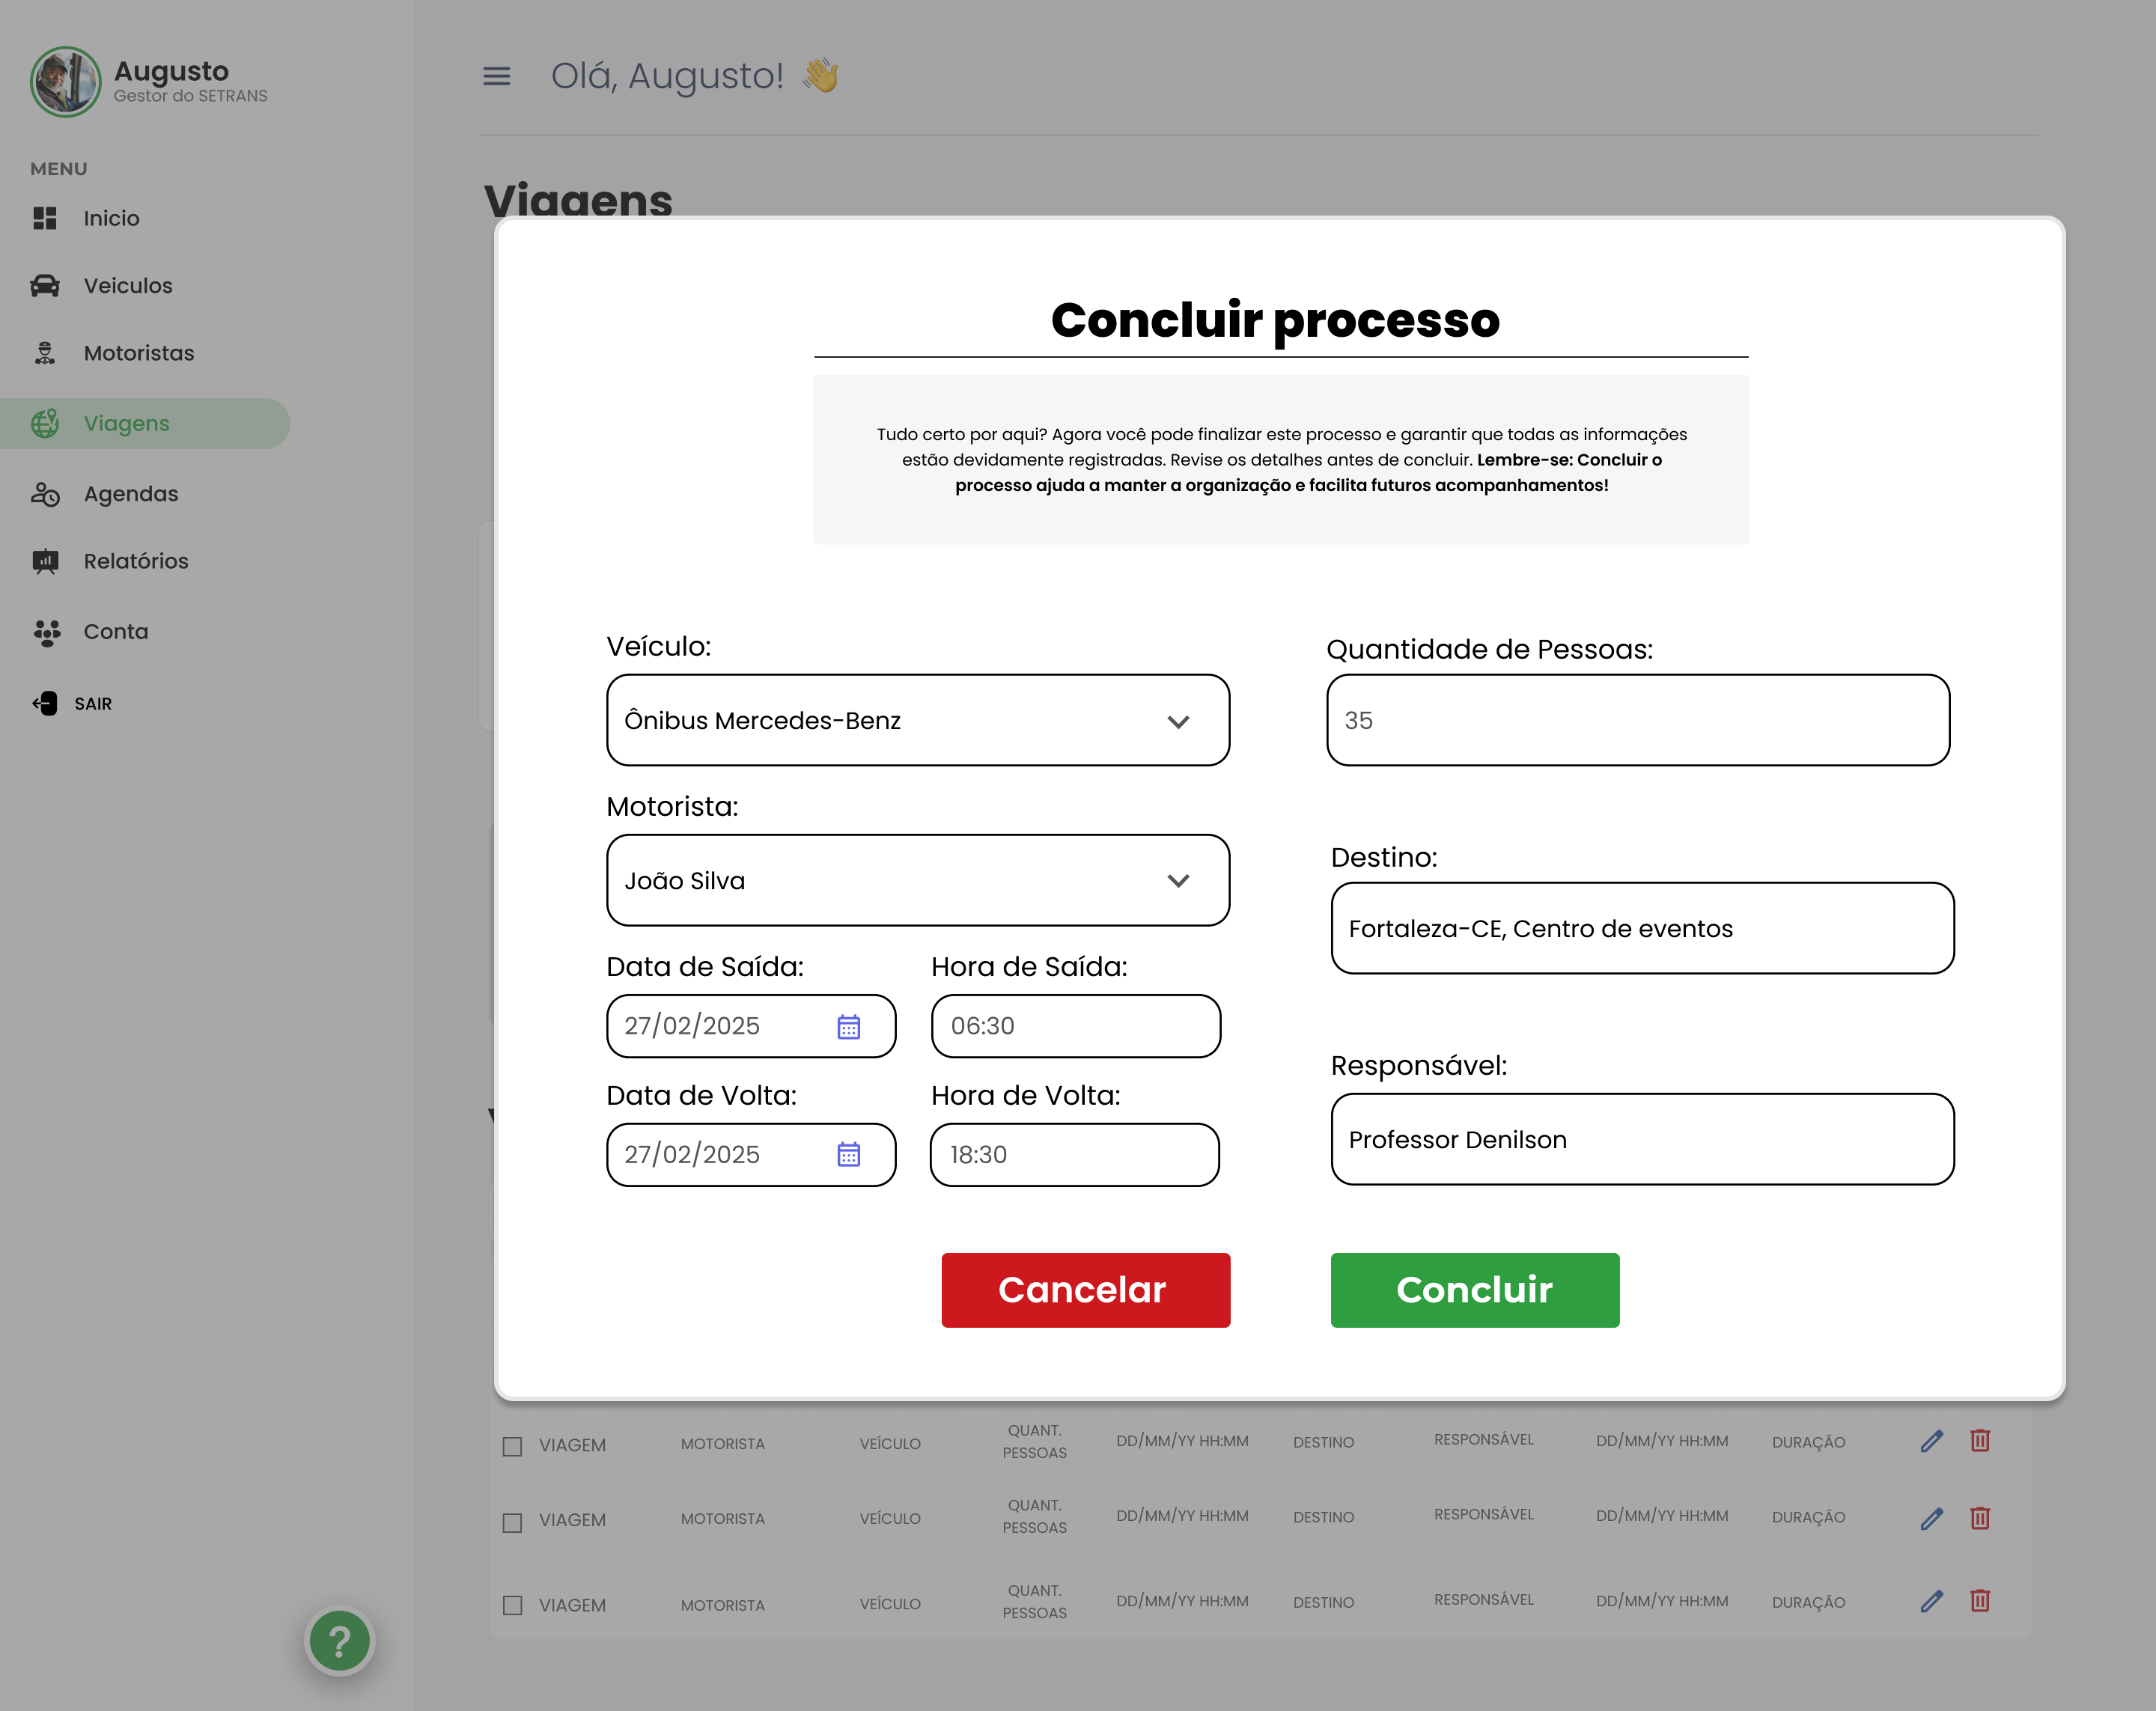 Augusto
Gestor do SETRANS
MENU
Inicio
Veiculos
Motoristas
Viagens
Agendas
Relatórios
Conta
SAIR
?
Olá, Augusto! 👋
Viagens
Concluir processo
Tudo certo por aqui? Agora você pode finalizar este processo e garantir que todas as informações
estão devidamente registradas. Revise os detalhes antes de concluir. Lembre-se: Concluir o
processo ajuda a manter a organização e facilita futuros acompanhamentos!
Veículo:
Ônibus Mercedes-Benz
Motorista:
João Silva
Data de Saída:
27/02/2025
Hora de Saída:
06:30
Data de Volta:
27/02/2025
Hora de Volta:
18:30
Quantidade de Pessoas:
35
Destino:
Fortaleza-CE, Centro de eventos
Responsável:
Professor Denilson
Cancelar
Concluir
VIAGEM MOTORISTA VEÍCULO QUANT. PESSOAS DD/MM/YY HH:MM DESTINO RESPONSÁVEL DD/MM/YY HH:MM DURAÇÃO
VIAGEM MOTORISTA VEÍCULO QUANT. PESSOAS DD/MM/YY HH:MM DESTINO RESPONSÁVEL DD/MM/YY HH:MM DURAÇÃO
VIAGEM MOTORISTA VEÍCULO QUANT. PESSOAS DD/MM/YY HH:MM DESTINO RESPONSÁVEL DD/MM/YY HH:MM DURAÇÃO